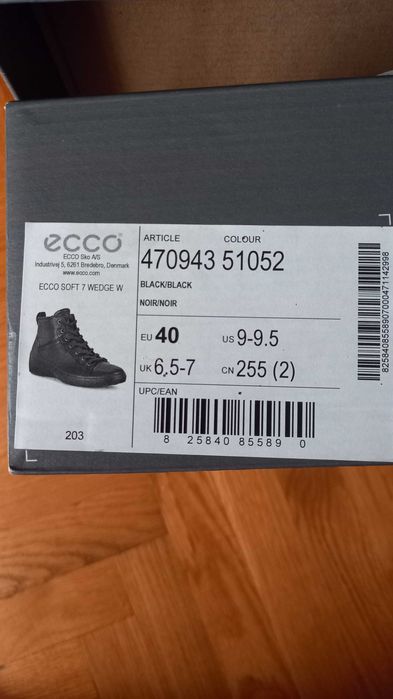 ecco
ECCO Sko A/S
Industrivej 5, 6261 Bredebro, Denmark
www.ecco.com
ECCO SOFT 7 WEDGE W
203
ARTICLE COLOUR
470943 51052
BLACK/BLACK
NOIR/NOIR
EU 40 US 9-9.5
UK 6,5-7 CN 255 (2)
UPC/EAN
8 25840 85589 0
825840855890700047114 2998